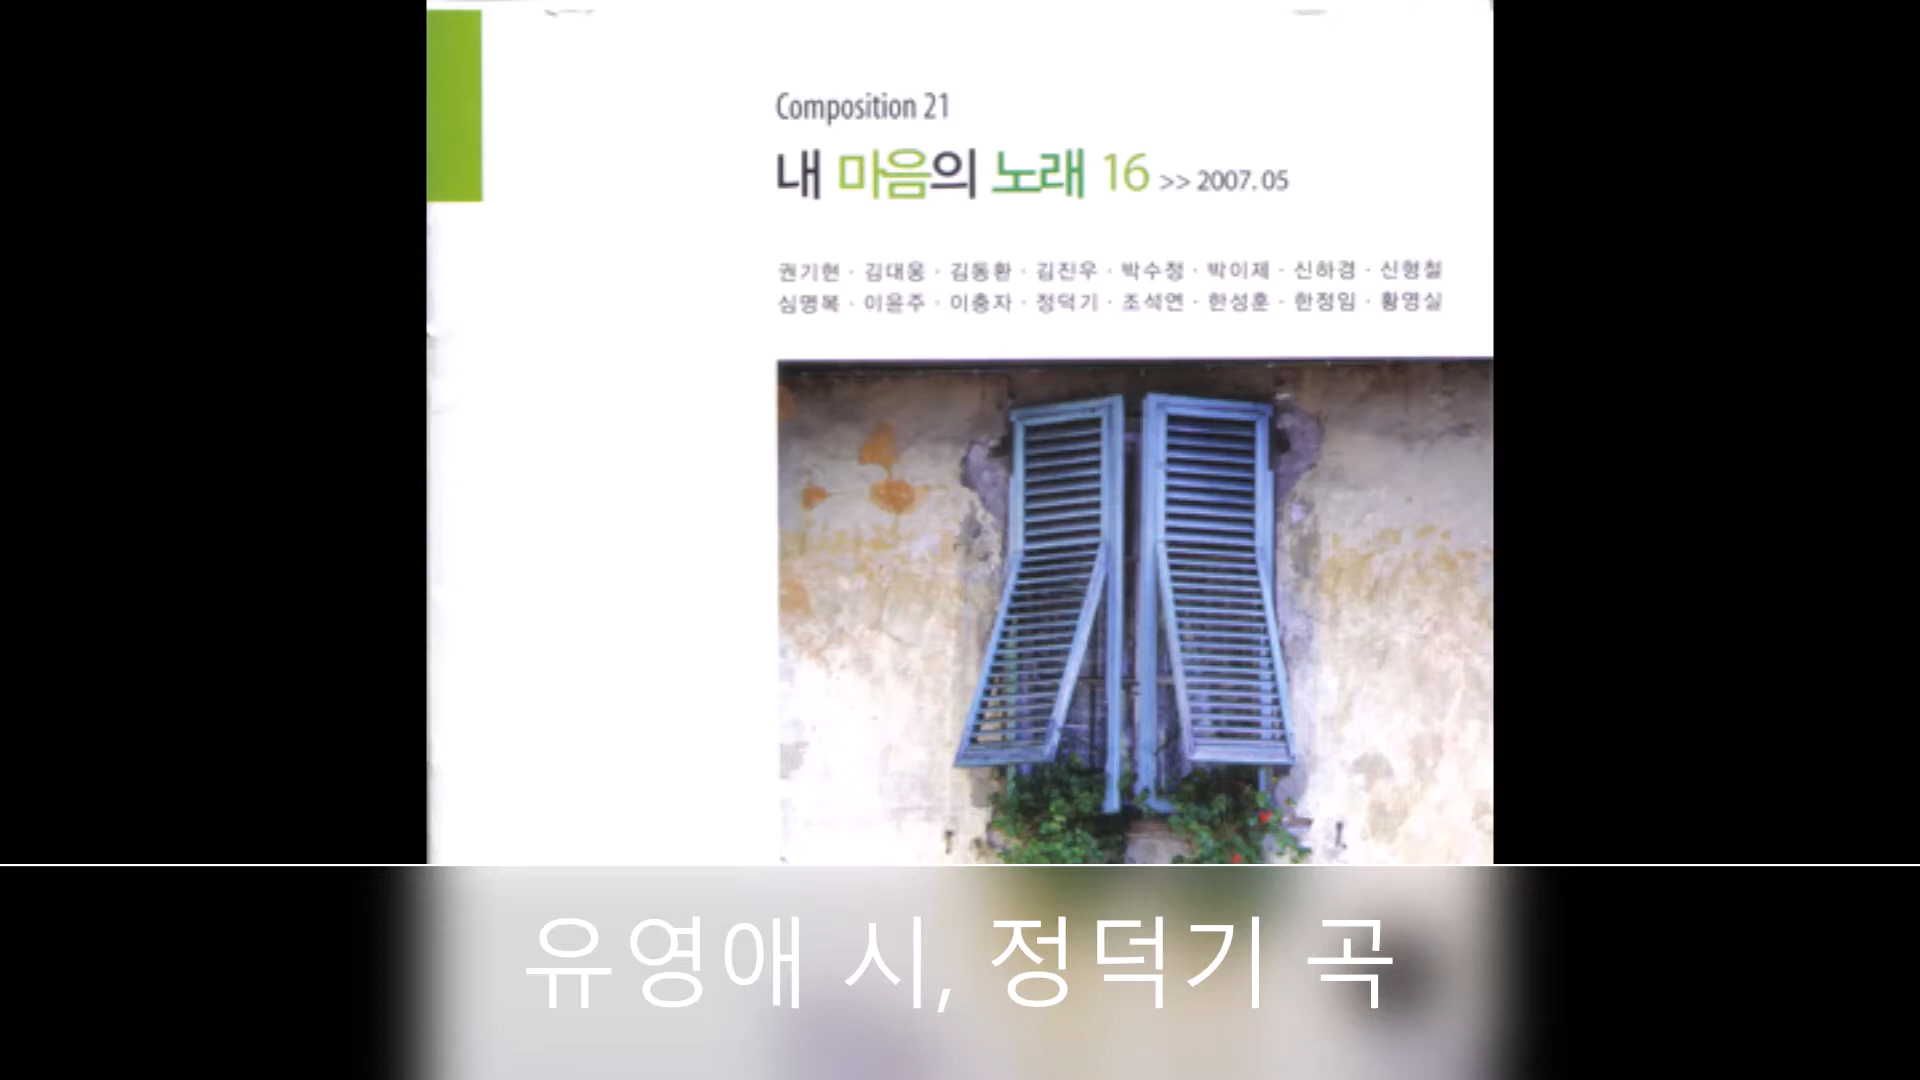 Composition 21
내 마음의 노래 16 >> 2007. 05
권기현 · 김대웅 · 김동환 · 김진우 · 박수정 · 박이제 · 신하경 · 신형철
심명복 · 이윤주 · 이충자 · 정덕기 · 조석연 · 한성훈 · 한정임 · 황영실
유영애 시, 정덕기 곡